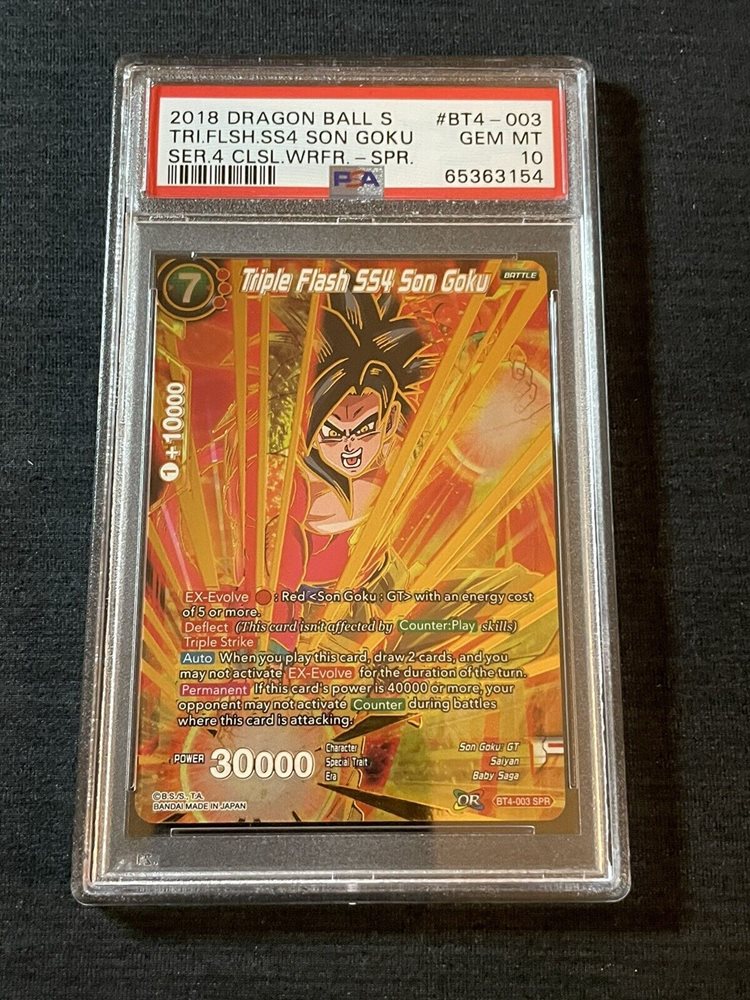 2018 DRAGON BALL S #BT4-003
TRI.FLSH.SS4 SON GOKU GEM MT
SER.4 CLSL.WRFR.-SPR. 10
PSA 65363154
7 Triple Flash SS4 Son Goku BATTLE
1 +10000
EX-Evolve : Red <Son Goku : GT> with an energy cost
of 5 or more.
Deflect (This card isn't affected by Counter:Play skills)
Triple Strike
Auto When you play this card, draw 2 cards, and you
may not activate EX-Evolve for the duration of the turn.
Permanent If this card's power is 40000 or more, your
opponent may not activate Counter during battles
where this card is attacking.
POWER 30000
Character Son Goku GT
Special Trait Saiyan
Era Baby Saga
©B.S./S., T.A.
BANDAI MADE IN JAPAN
OR BT4-003 SPR